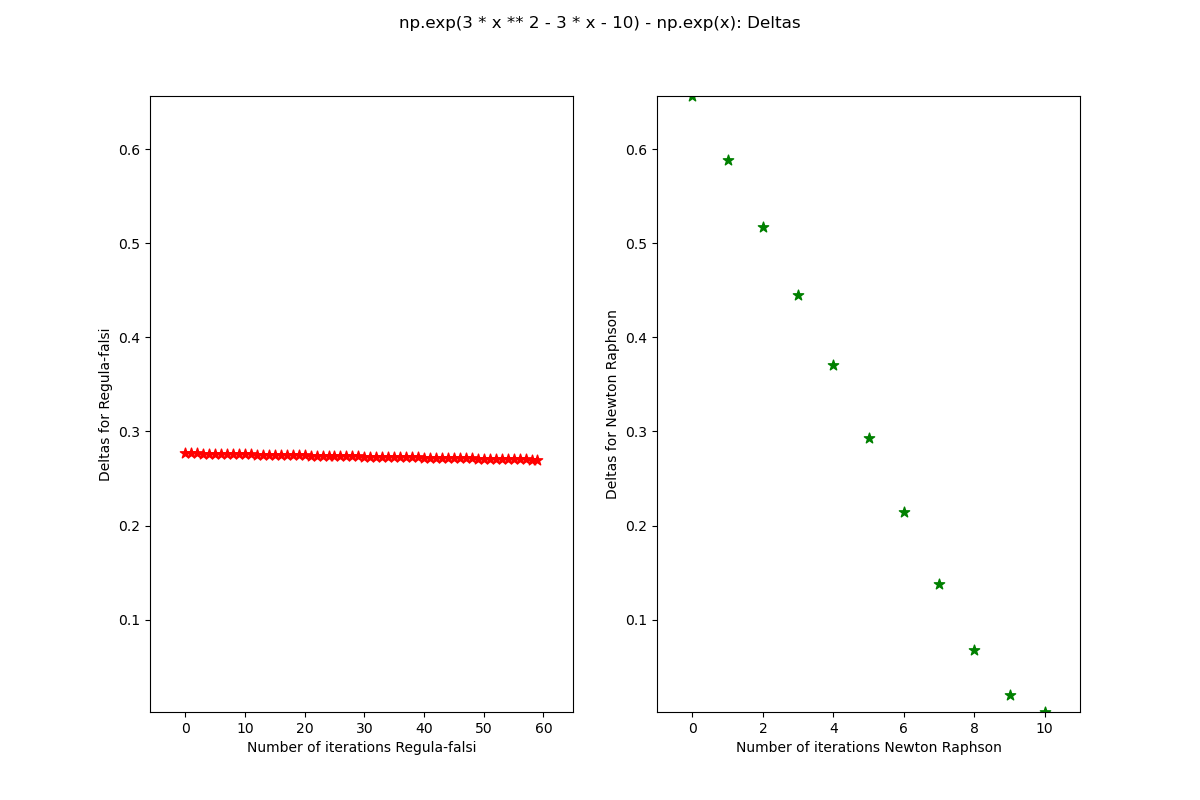 np.exp(3 * x ** 2 - 3 * x - 10) - np.exp(x): Deltas
Deltas for Regula-falsi
0.6
0.5
0.4
0.3
0.2
0.1
0 10 20 30 40 50 60
Number of iterations Regula-falsi
Deltas for Newton Raphson
0.6
0.5
0.4
0.3
0.2
0.1
0 2 4 6 8 10
Number of iterations Newton Raphson